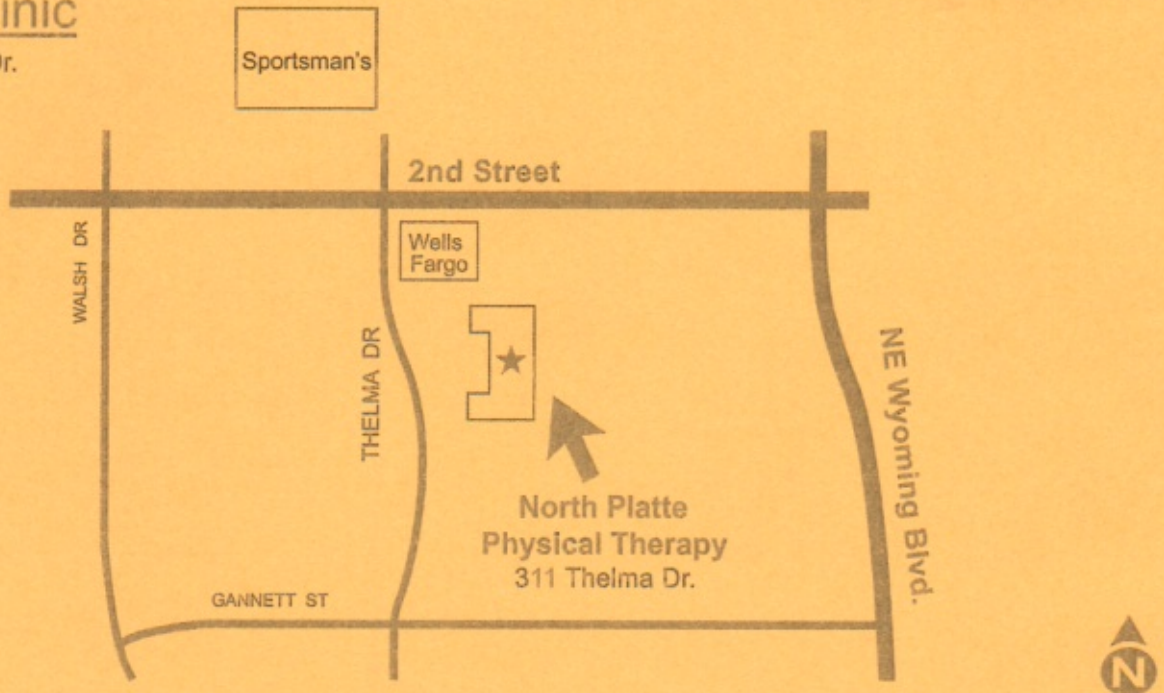 2nd Street
Sportsman's
WALSH DR
Wells
Fargo
THELMA DR
NE Wyoming Blvd.
North Platte
Physical Therapy
311 Thelma Dr.
GANNETT ST
N